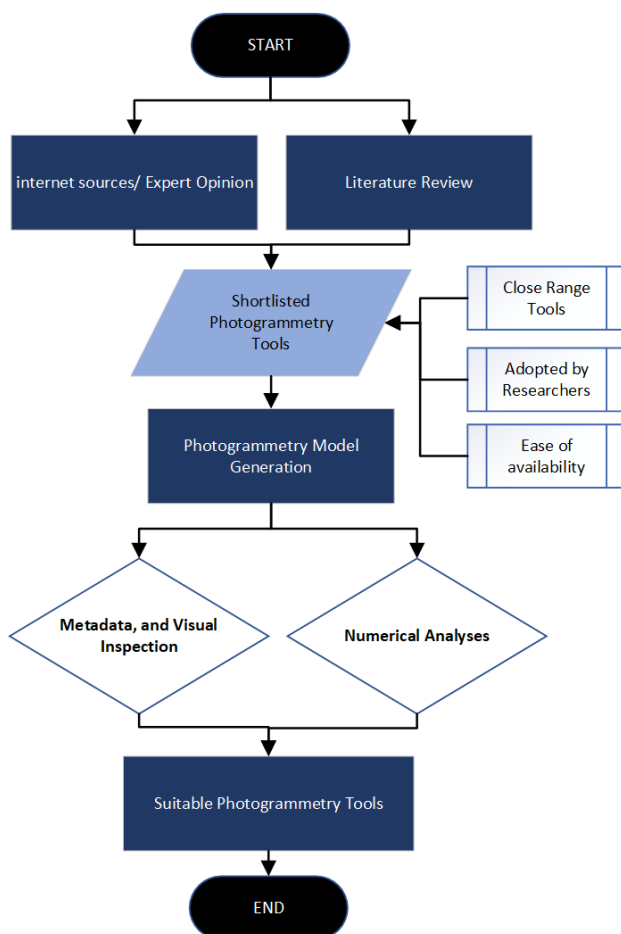 START
internet sources/ Expert Opinion
Literature Review
Shortlisted
Photogrammetry
Tools
Close Range
Tools
Adopted by
Researchers
Ease of
availability
Photogrammetry Model
Generation
Metadata, and Visual
Inspection
Numerical Analyses
Suitable Photogrammetry Tools
END